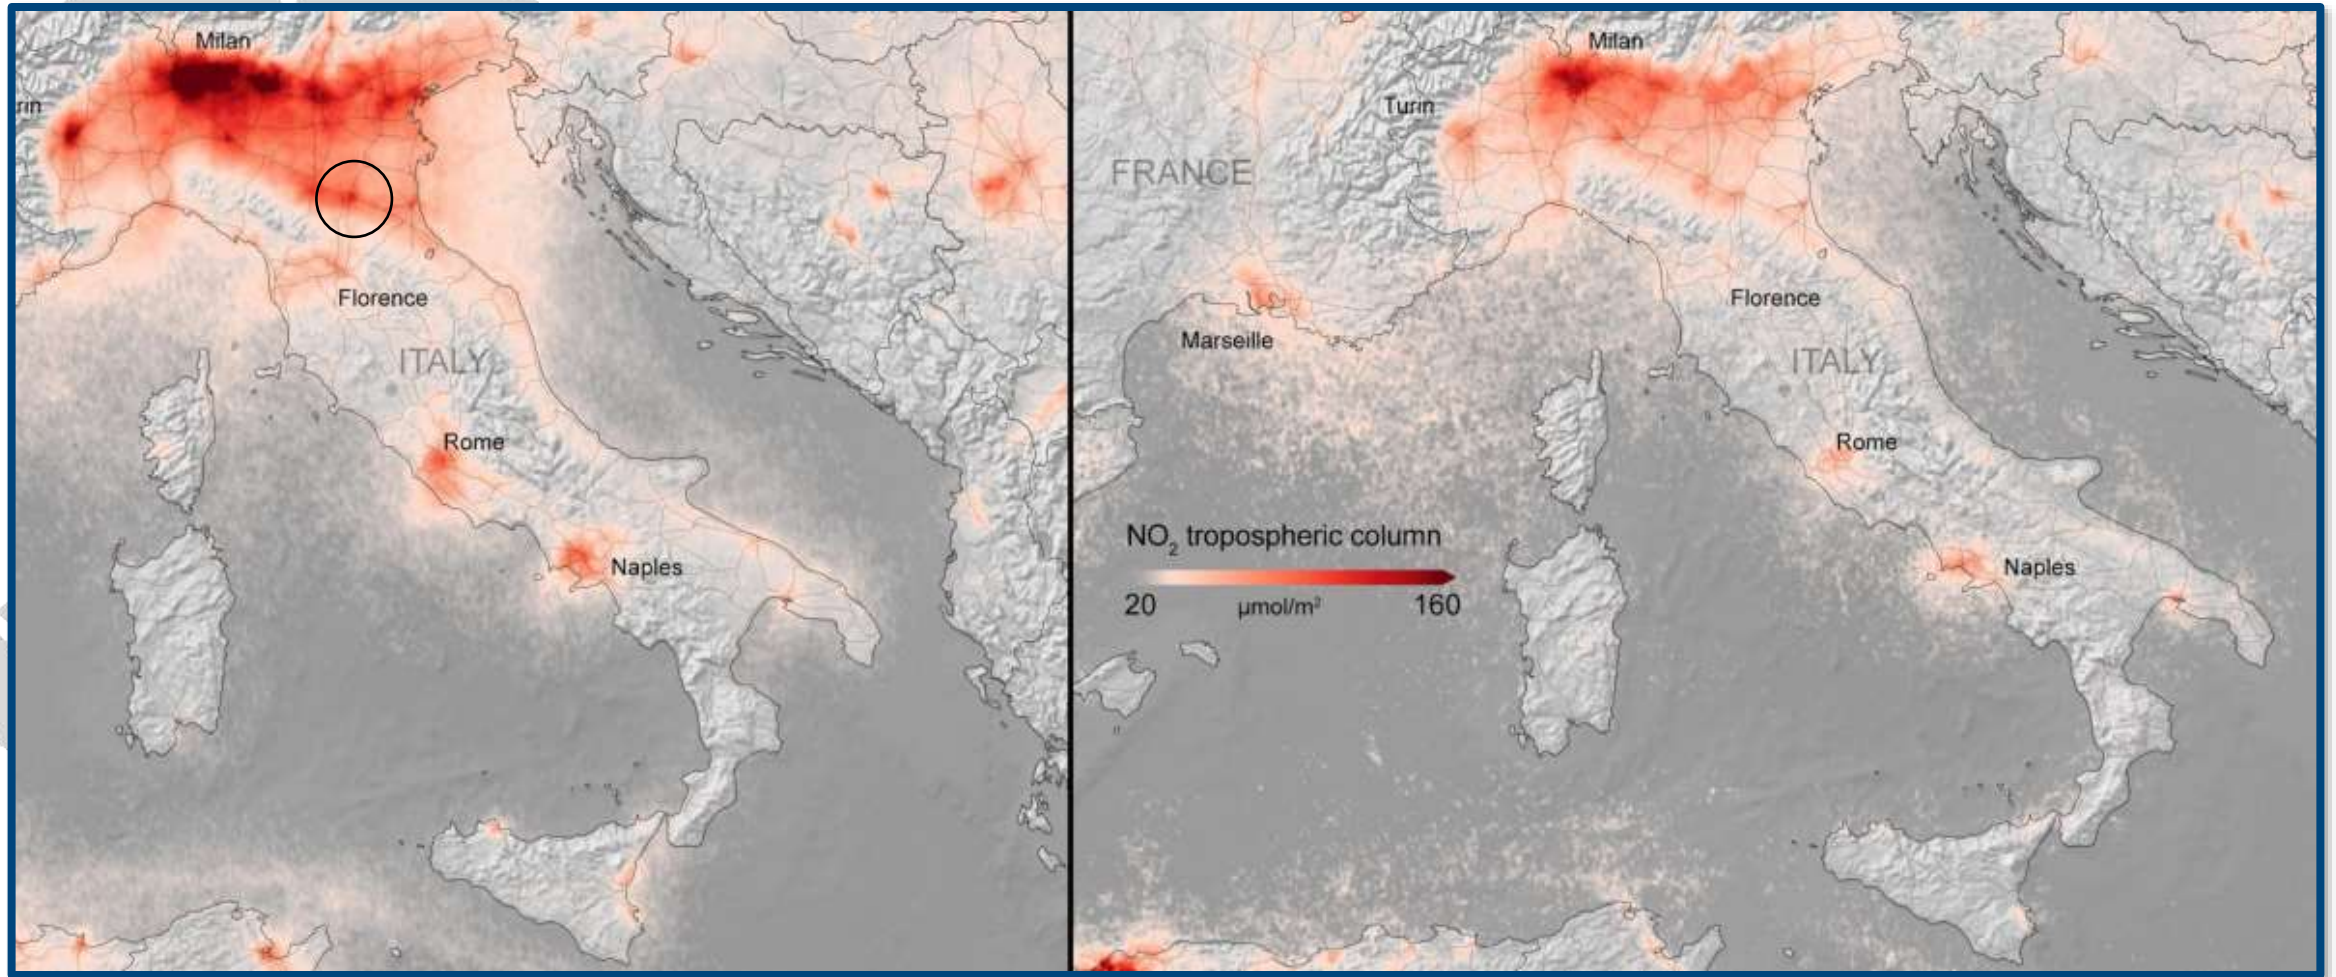 Milan
rin
Florence
ITALY
Rome
Naples
Milan
Turin
FRANCE
Florence
Marseille
ITALY
Rome
NO₂ tropospheric column
Naples
20 µmol/m² 160